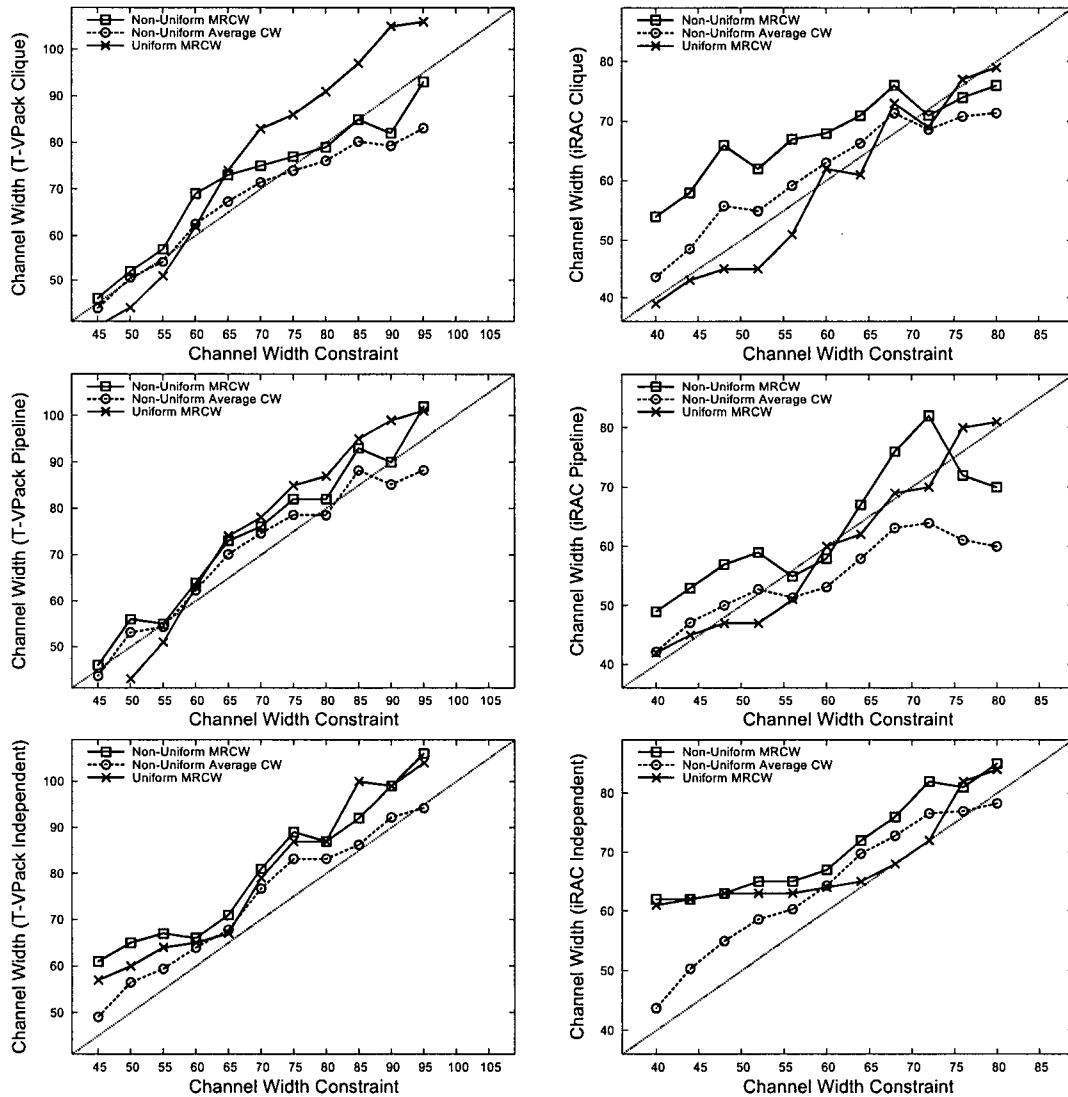 Channel Width (T-VPack Clique)
Non-Uniform MRCW
Non-Uniform Average CW
Uniform MRCW
100
90
80
70
60
50
45 50 55 60 65 70 75 80 85 90 95 100 105
Channel Width Constraint
Channel Width (iRAC Clique)
Non-Uniform MRCW
Non-Uniform Average CW
Uniform MRCW
80
70
60
50
40
40 45 50 55 60 65 70 75 80 85
Channel Width Constraint
Channel Width (T-VPack Pipeline)
Non-Uniform MRCW
Non-Uniform Average CW
Uniform MRCW
100
90
80
70
60
50
45 50 55 60 65 70 75 80 85 90 95 100 105
Channel Width Constraint
Channel Width (iRAC Pipeline)
Non-Uniform MRCW
Non-Uniform Average CW
Uniform MRCW
80
70
60
50
40
40 45 50 55 60 65 70 75 80 85
Channel Width Constraint
Channel Width (T-VPack Independent)
Non-Uniform MRCW
Non-Uniform Average CW
Uniform MRCW
100
90
80
70
60
50
45 50 55 60 65 70 75 80 85 90 95 100 105
Channel Width Constraint
Channel Width (iRAC Independent)
Non-Uniform MRCW
Non-Uniform Average CW
Uniform MRCW
80
70
60
50
40
40 45 50 55 60 65 70 75 80 85
Channel Width Constraint